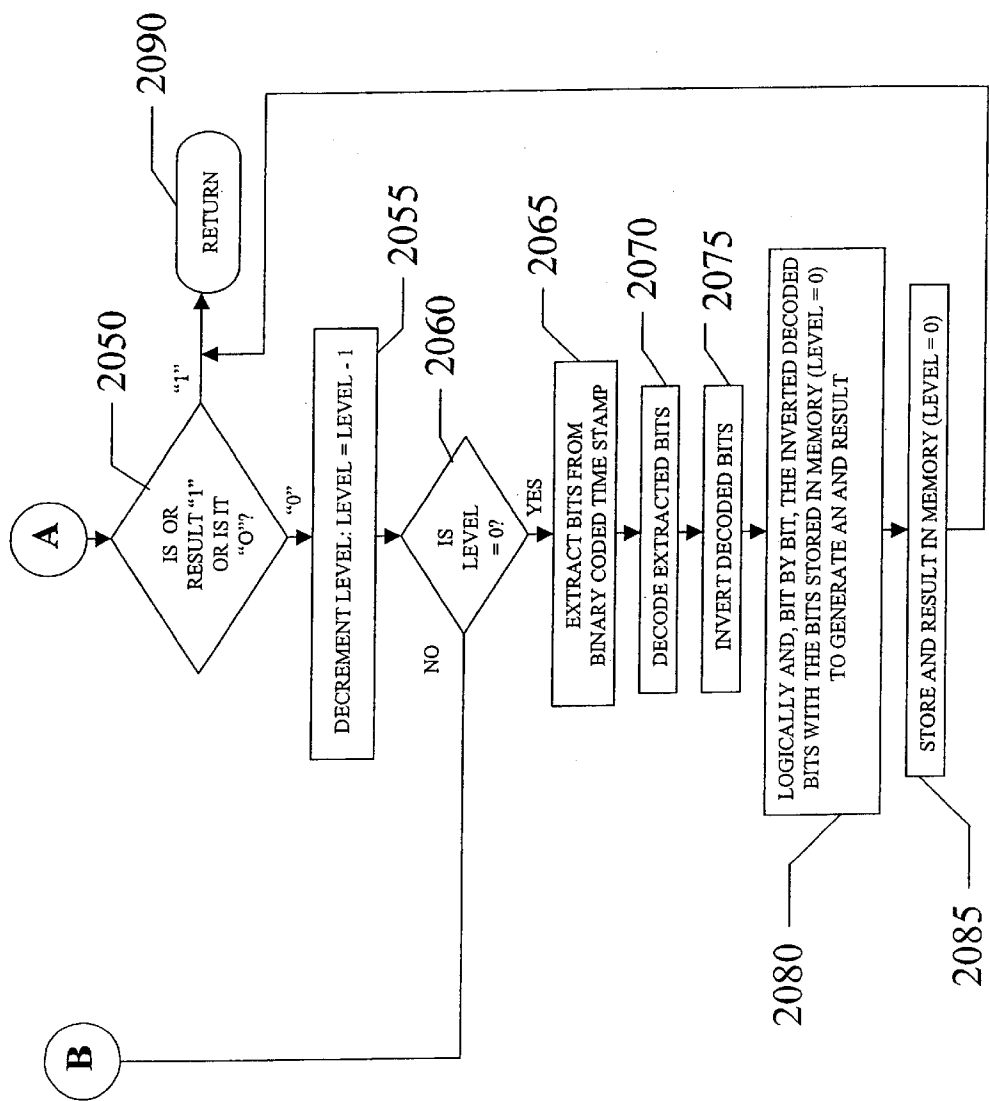 A
2050
IS OR
RESULT "1"
OR IS IT
"O"?
"1"
RETURN
2090
"0"
DECREMENT LEVEL: LEVEL = LEVEL - 1
2055
IS
LEVEL
= 0?
2060
NO
B
YES
EXTRACT BITS FROM
BINARY CODED TIME STAMP
2065
DECODE EXTRACTED BITS
2070
INVERT DECODED BITS
2075
LOGICALLY AND, BIT BY BIT, THE INVERTED DECODED
BITS WITH THE BITS STORED IN MEMORY (LEVEL = 0)
TO GENERATE AN AND RESULT
2080
STORE AND RESULT IN MEMORY (LEVEL = 0)
2085